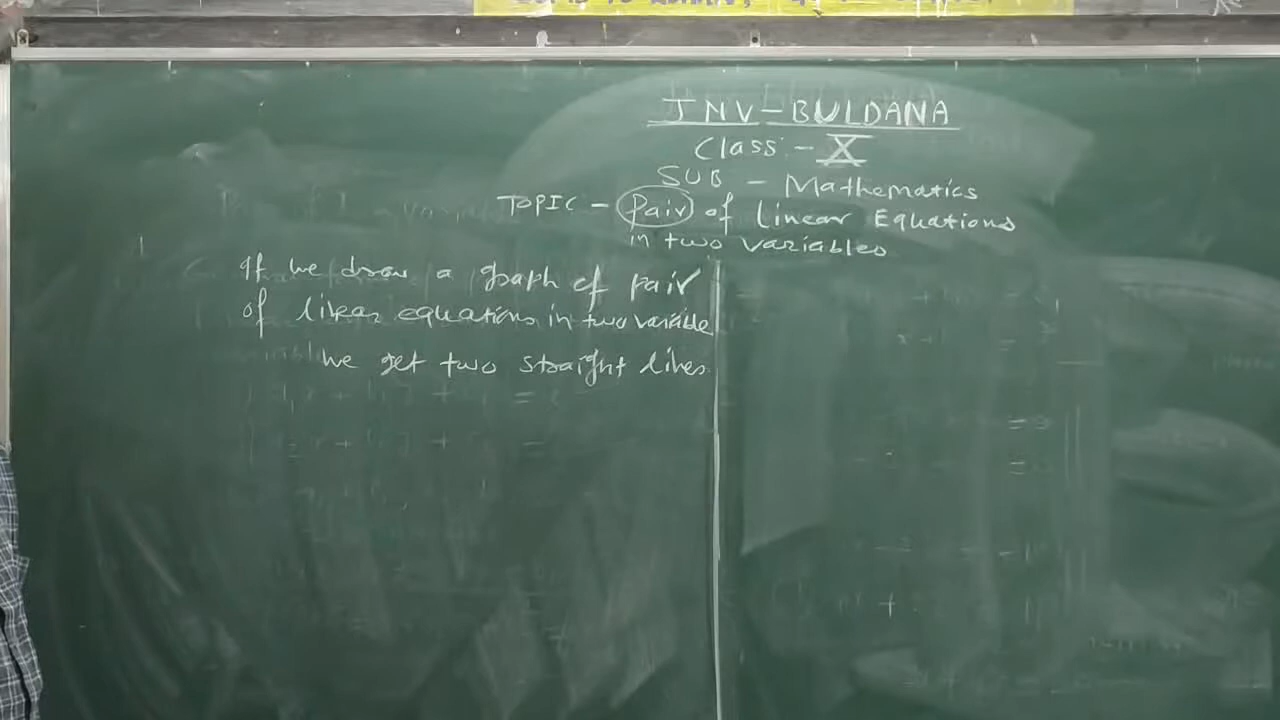 JNV - BULDANA
Class :- X
SUB - Mathematics
TOPIC - Pair of Linear Equations
in two variables
If we draw a graph of pair
of linear equations in two variable
we get two straight lines